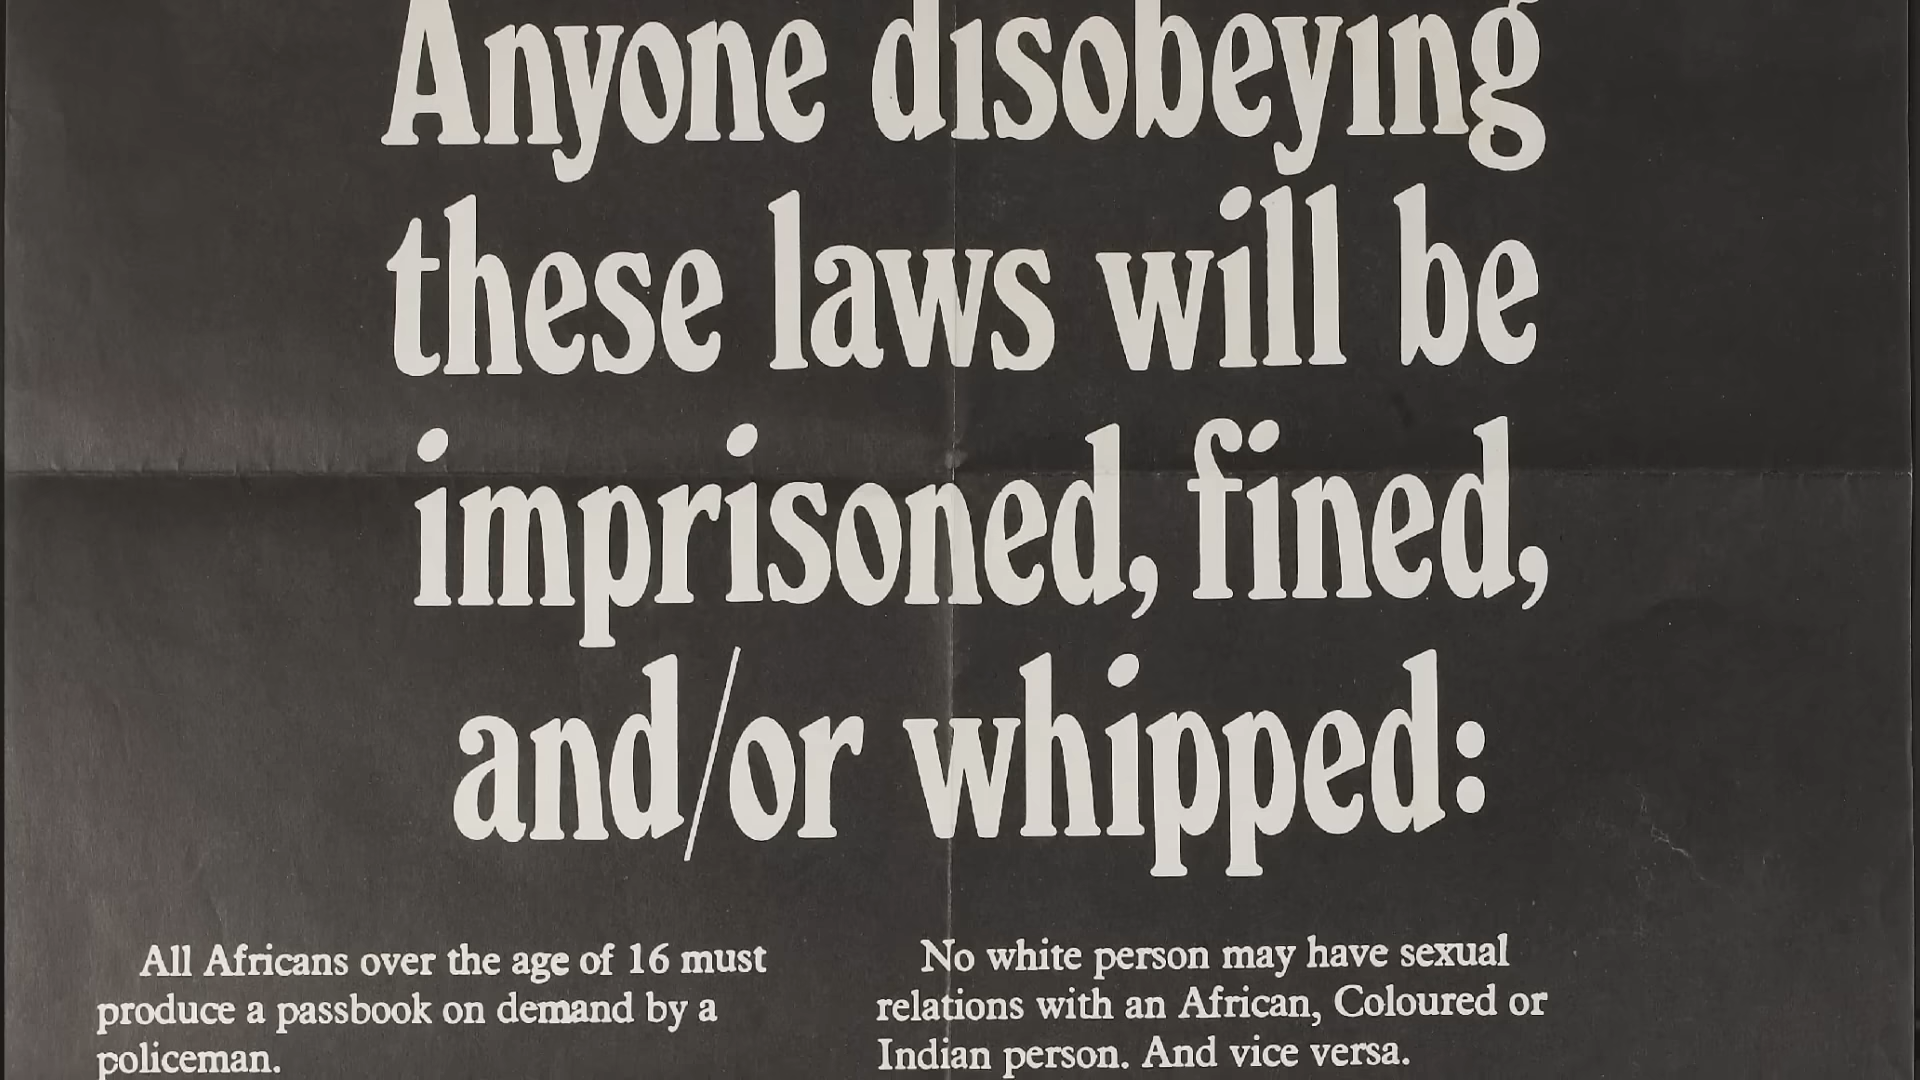 Anyone disobeying
these laws will be
imprisoned, fined,
and/or whipped:
All Africans over the age of 16 must
produce a passbook on demand by a
policeman.
No white person may have sexual
relations with an African, Coloured or
Indian person. And vice versa.